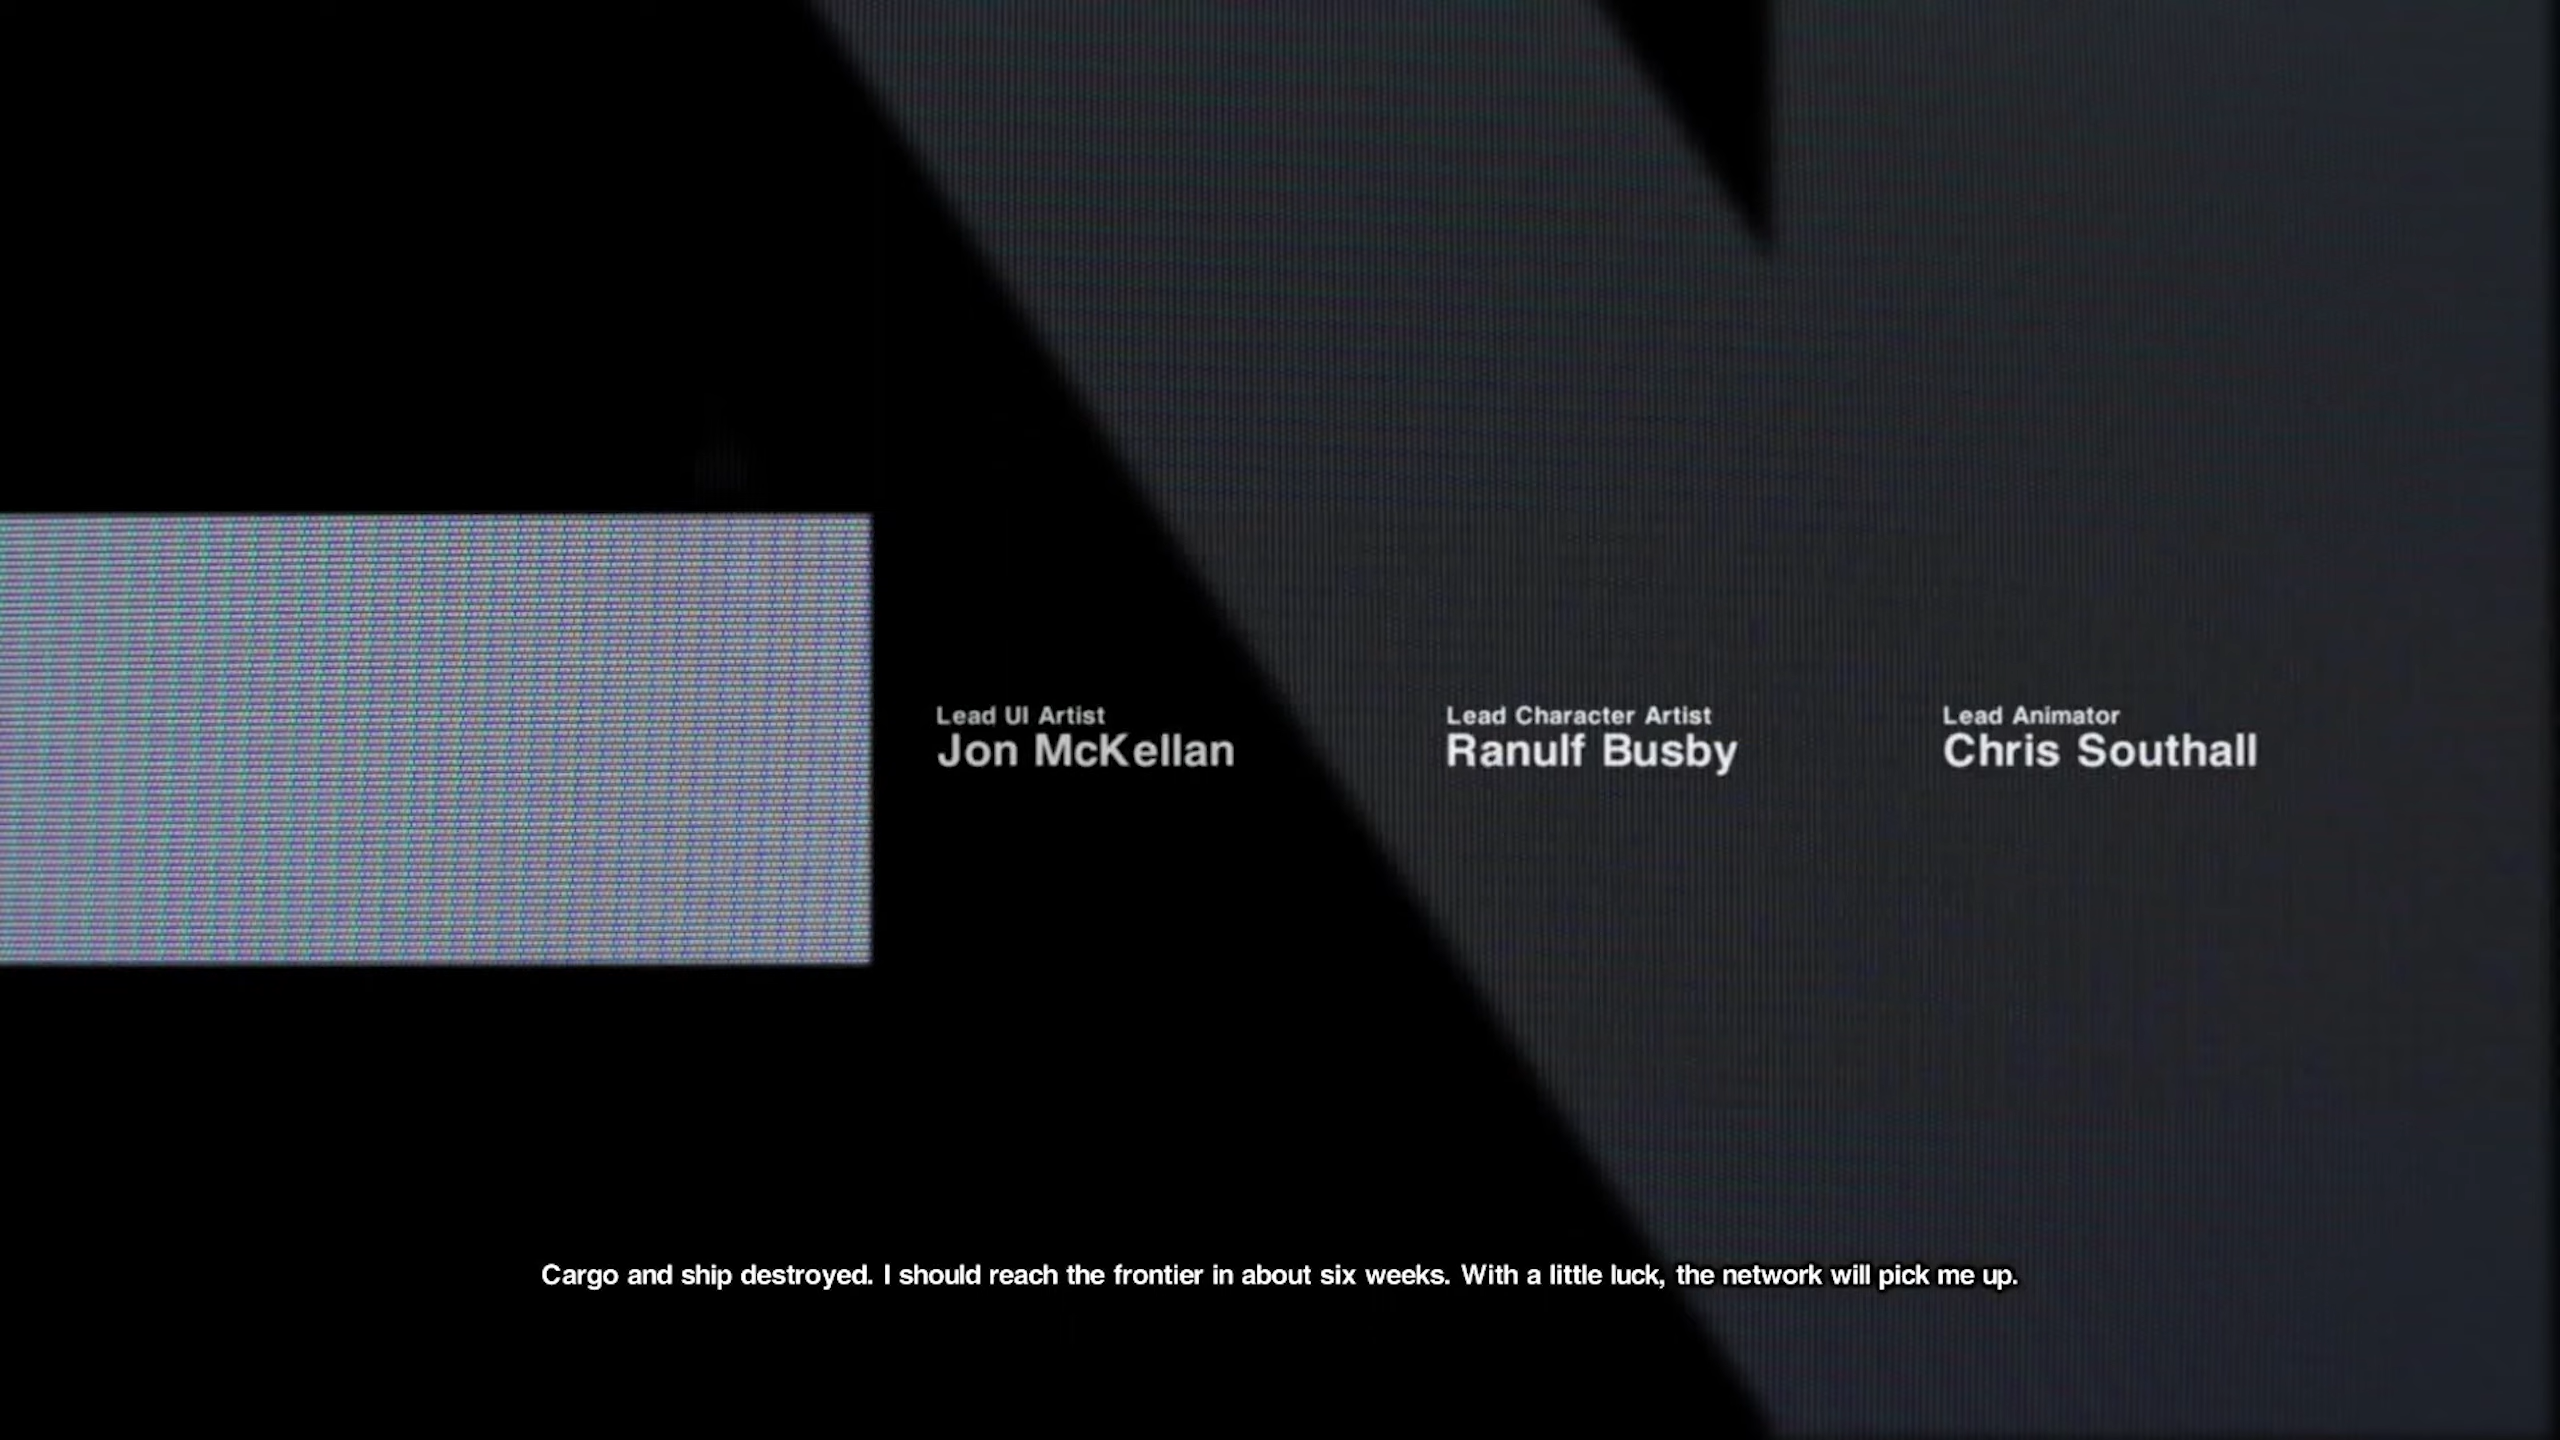 Lead UI Artist
Jon McKellan
Lead Character Artist
Ranulf Busby
Lead Animator
Chris Southall
Cargo and ship destroyed. I should reach the frontier in about six weeks. With a little luck, the network will pick me up.